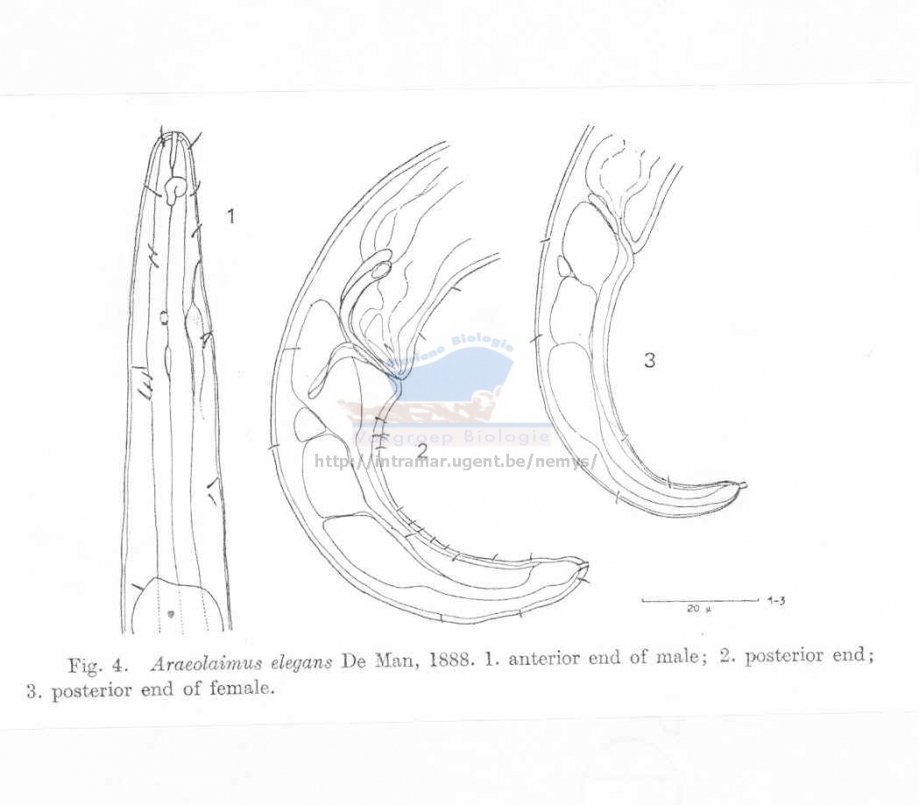 1
3
Mariene Biologie
Vakgroep Biologie
2
http://intramar.ugent.be/nemys/
20 μ
1-3
Fig. 4. Araeolaimus elegans De Man, 1888. 1. anterior end of male; 2. posterior end;
3. posterior end of female.